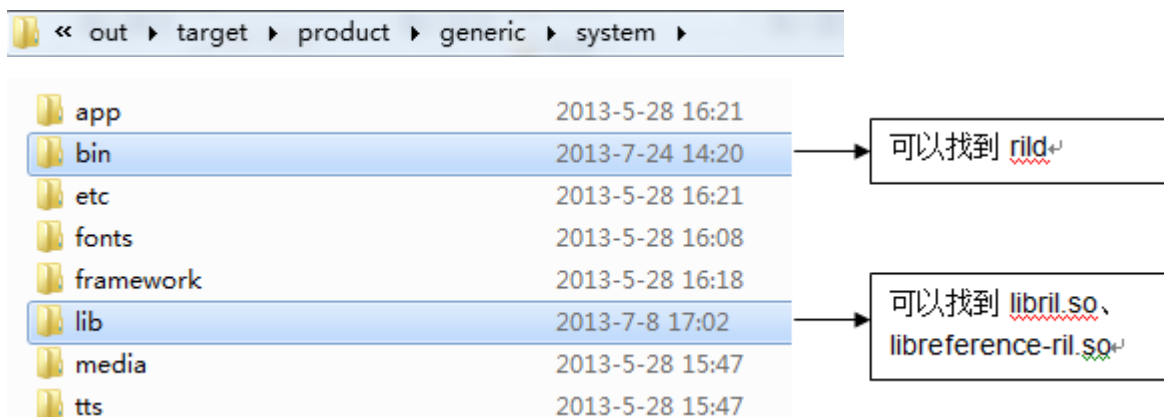 « out ▸ target ▸ product ▸ generic ▸ system ▸
app 2013-5-28 16:21
bin 2013-7-24 14:20
可以找到 rild↵
etc 2013-5-28 16:21
fonts 2013-5-28 16:08
framework 2013-5-28 16:18
lib 2013-7-8 17:02
可以找到 libril.so、
libreference-ril.so↵
media 2013-5-28 15:47
tts 2013-5-28 15:47